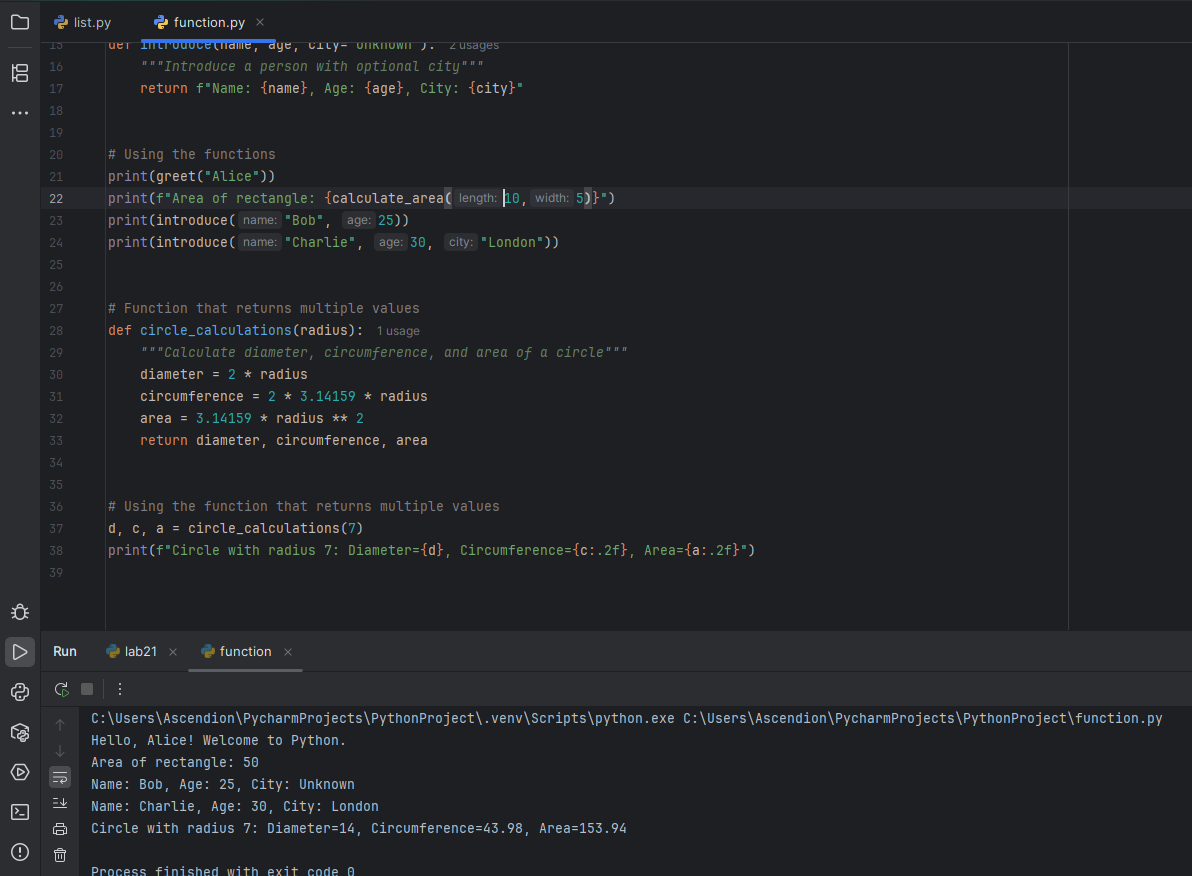 list.py
function.py
15 def introduce(name, age, city="Unknown"): 2 usages
16 """Introduce a person with optional city"""
17 return f"Name: {name}, Age: {age}, City: {city}"
18
19
20 # Using the functions
21 print(greet("Alice"))
22 print(f"Area of rectangle: {calculate_area( length: 10, width: 5)}")
23 print(introduce( name: "Bob", age: 25))
24 print(introduce( name: "Charlie", age: 30, city: "London"))
25
26
27 # Function that returns multiple values
28 def circle_calculations(radius): 1 usage
29 """Calculate diameter, circumference, and area of a circle"""
30 diameter = 2 * radius
31 circumference = 2 * 3.14159 * radius
32 area = 3.14159 * radius ** 2
33 return diameter, circumference, area
34
35
36 # Using the function that returns multiple values
37 d, c, a = circle_calculations(7)
38 print(f"Circle with radius 7: Diameter={d}, Circumference={c:.2f}, Area={a:.2f}")
39
Run lab21 function
C:\Users\Ascendion\PycharmProjects\PythonProject\.venv\Scripts\python.exe C:\Users\Ascendion\PycharmProjects\PythonProject\function.py
Hello, Alice! Welcome to Python.
Area of rectangle: 50
Name: Bob, Age: 25, City: Unknown
Name: Charlie, Age: 30, City: London
Circle with radius 7: Diameter=14, Circumference=43.98, Area=153.94
Process finished with exit code 0